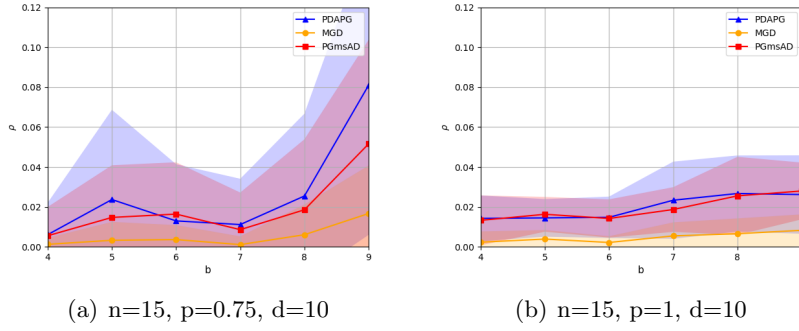 0.12
0.10
0.08
0.06
0.04
0.02
0.00
ρ
4 5 6 7 8 9
b
PDAPG
MGD
PGmsAD
(a) n=15, p=0.75, d=10
0.12
0.10
0.08
0.06
0.04
0.02
0.00
ρ
4 5 6 7 8
b
PDAPG
MGD
PGmsAD
(b) n=15, p=1, d=10